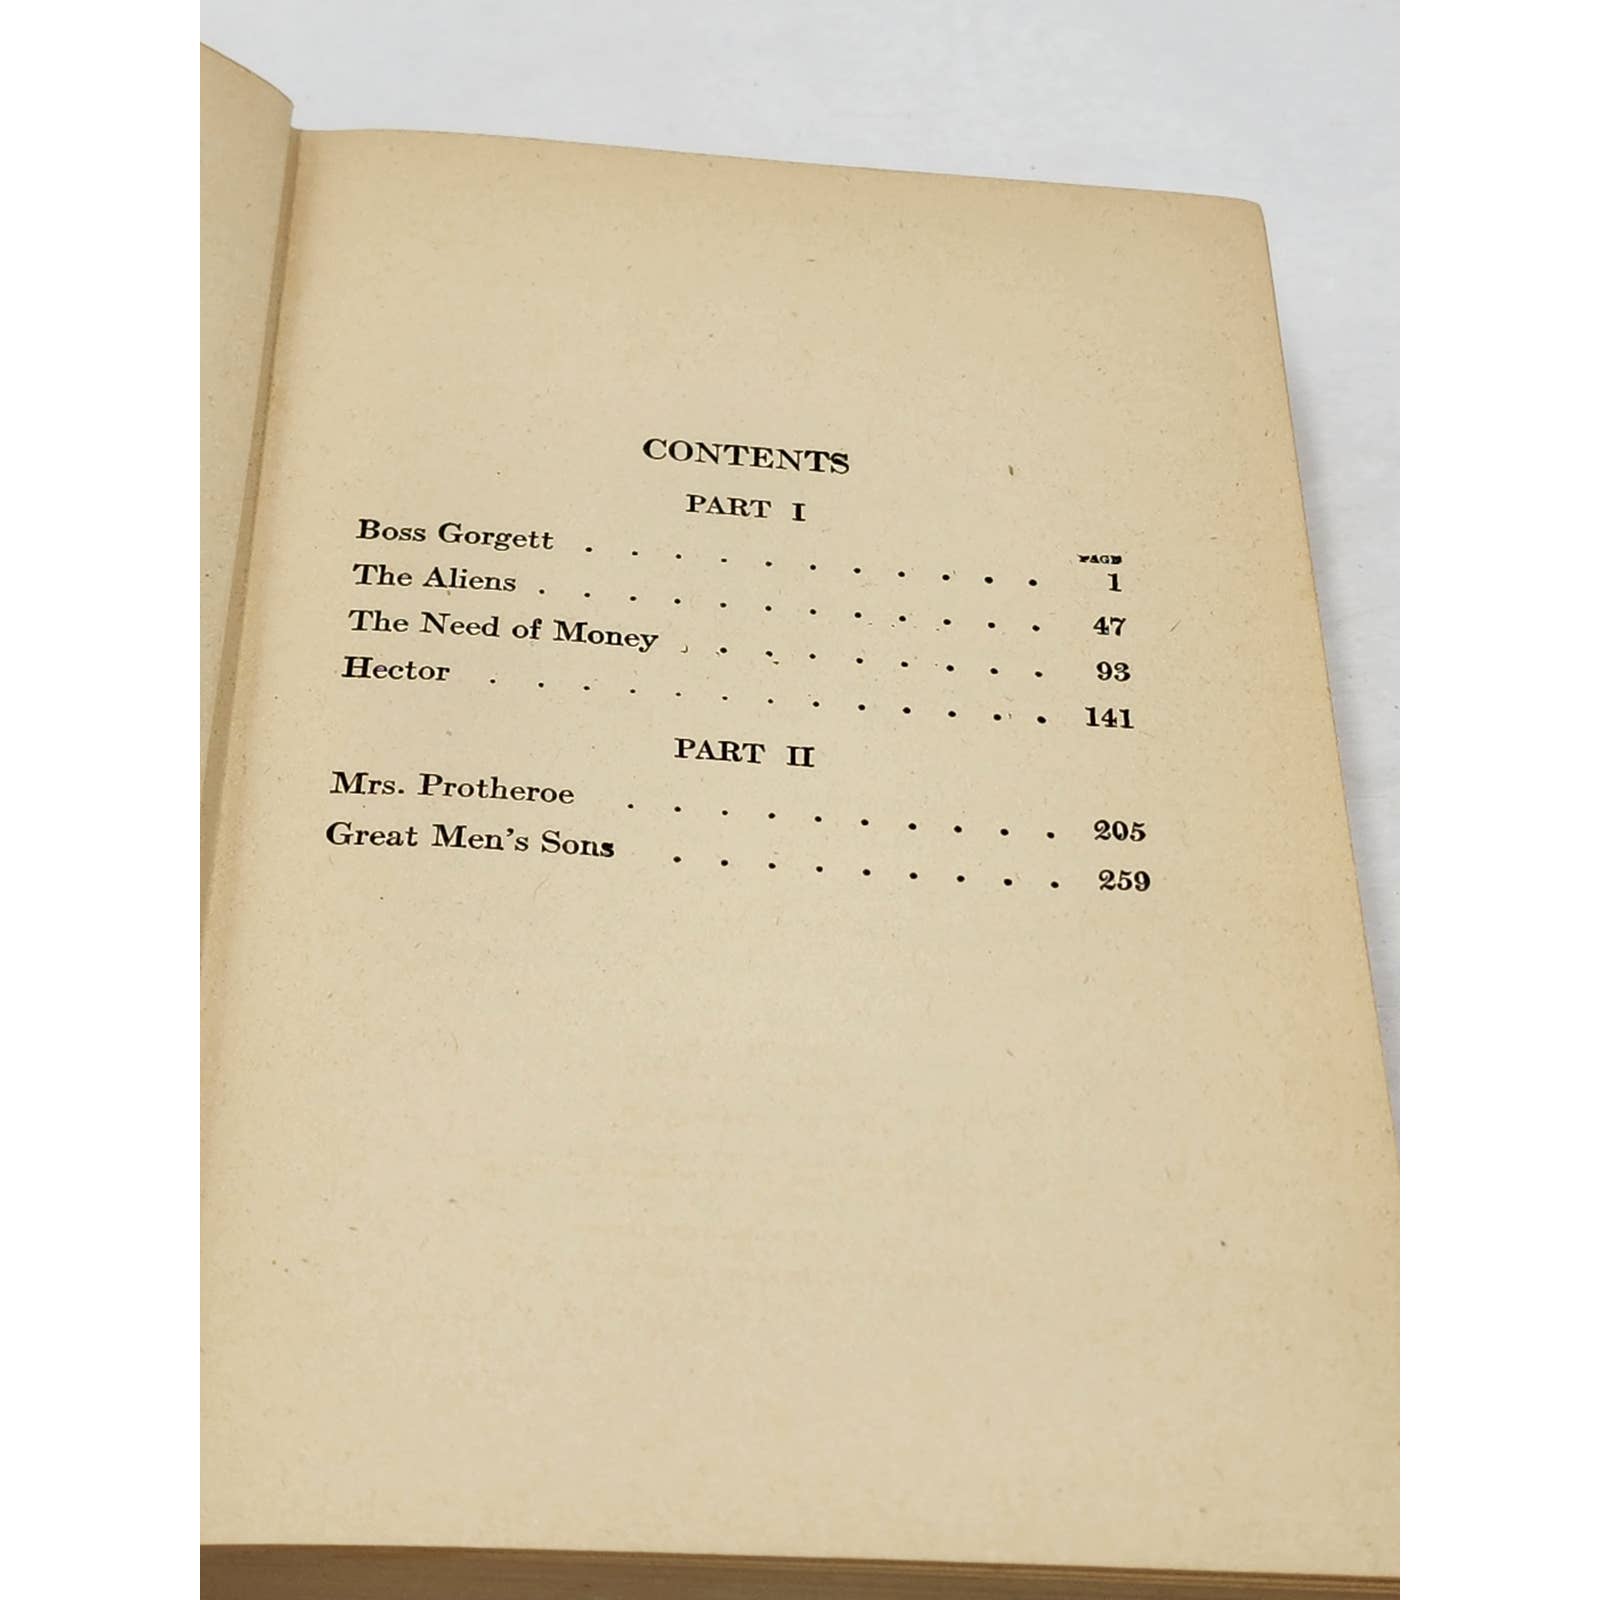 CONTENTS
PART I
PAGE
Boss Gorgett . . . . . . . . . . . 1
The Aliens . . . . . . . . . . . . 47
The Need of Money . . . . . . . . . 93
Hector . . . . . . . . . . . . . 141
PART II
Mrs. Protheroe . . . . . . . . . . 205
Great Men's Sons . . . . . . . . . 259